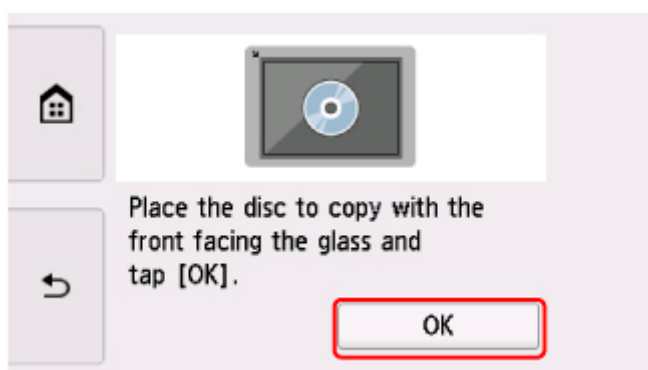 Place the disc to copy with the
front facing the glass and
tap [OK].
OK